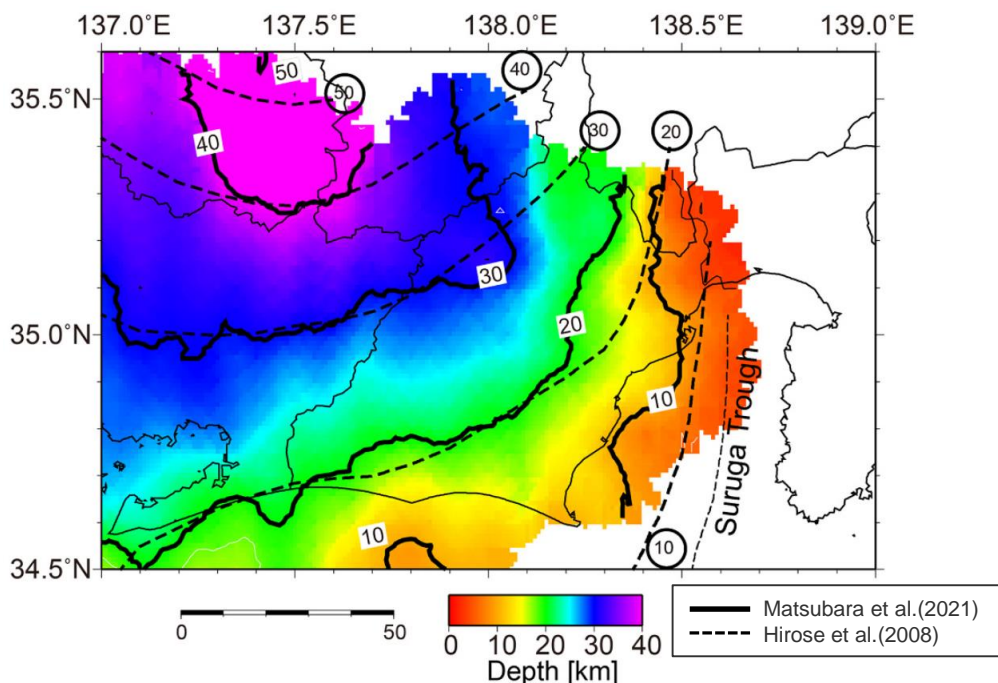 137.0°E 137.5°E 138.0°E 138.5°E 139.0°E
35.5°N
35.0°N
34.5°N
50
50
40
40
30
20
30
20
10
10
10
Suruga Trough
0 50
0 10 20 30 40
Depth [km]
Matsubara et al.(2021)
Hirose et al.(2008)